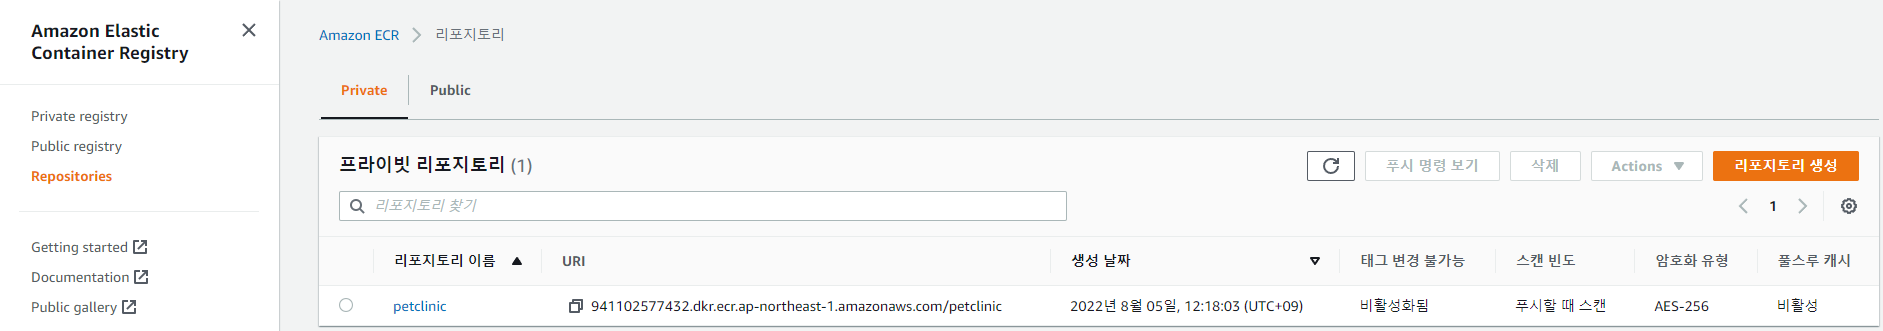 Amazon Elastic
Container Registry
Private registry
Public registry
Repositories
Getting started
Documentation
Public gallery
Amazon ECR > 리포지토리
Private Public
프라이빗 리포지토리 (1) 푸시 명령 보기 삭제 Actions 리포지토리 생성
리포지토리 찾기 1
리포지토리 이름 URI 생성 날짜 태그 변경 불가능 스캔 빈도 암호화 유형 풀스루 캐시
petclinic 941102577432.dkr.ecr.ap-northeast-1.amazonaws.com/petclinic 2022년 8월 05일, 12:18:03 (UTC+09) 비활성화됨 푸시할 때 스캔 AES-256 비활성